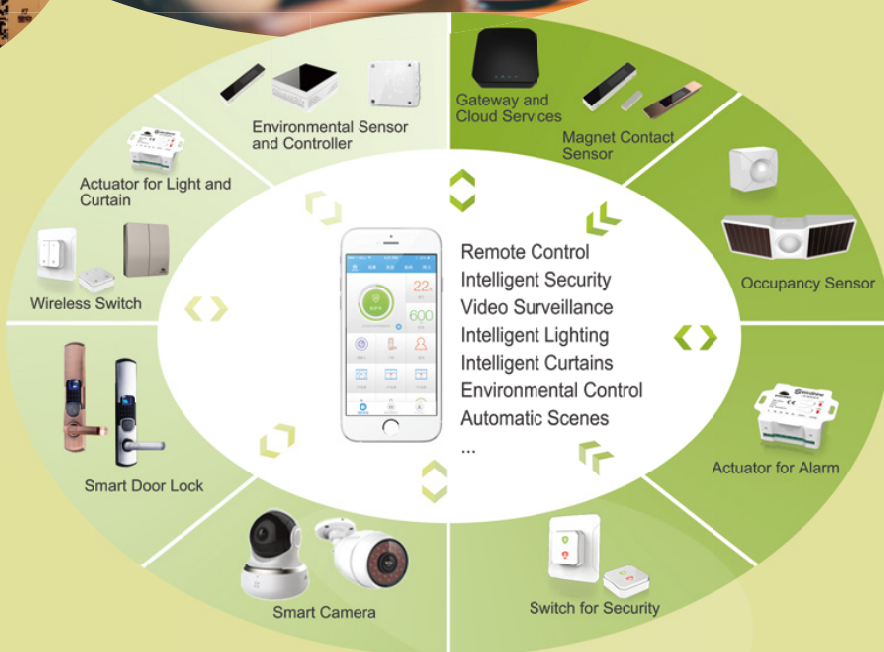 Gateway and
Cloud Servces
Magnet Contact
Sensor
Environmental Sensor
and Controller
Actuator for Light and
Curtain
Wireless Switch
Occupancy Sensor
Remote Control
Intelligent Security
Video Surveillance
Intelligent Lighting
Intelligent Curtains
Environmental Control
Automatic Scenes
...
22
600
Smart Door Lock
Actuator for Alarm
Smart Camera
Switch for Security